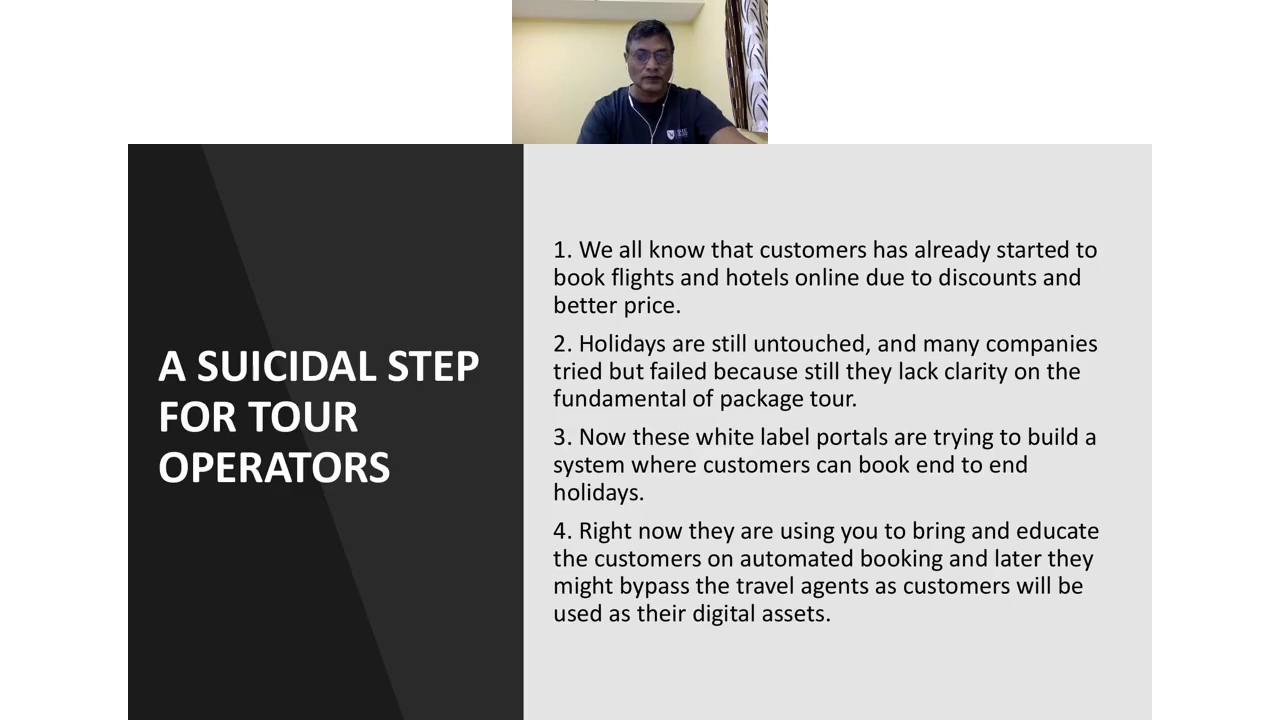 A SUICIDAL STEP
FOR TOUR
OPERATORS
1. We all know that customers has already started to
book flights and hotels online due to discounts and
better price.
2. Holidays are still untouched, and many companies
tried but failed because still they lack clarity on the
fundamental of package tour.
3. Now these white label portals are trying to build a
system where customers can book end to end
holidays.
4. Right now they are using you to bring and educate
the customers on automated booking and later they
might bypass the travel agents as customers will be
used as their digital assets.